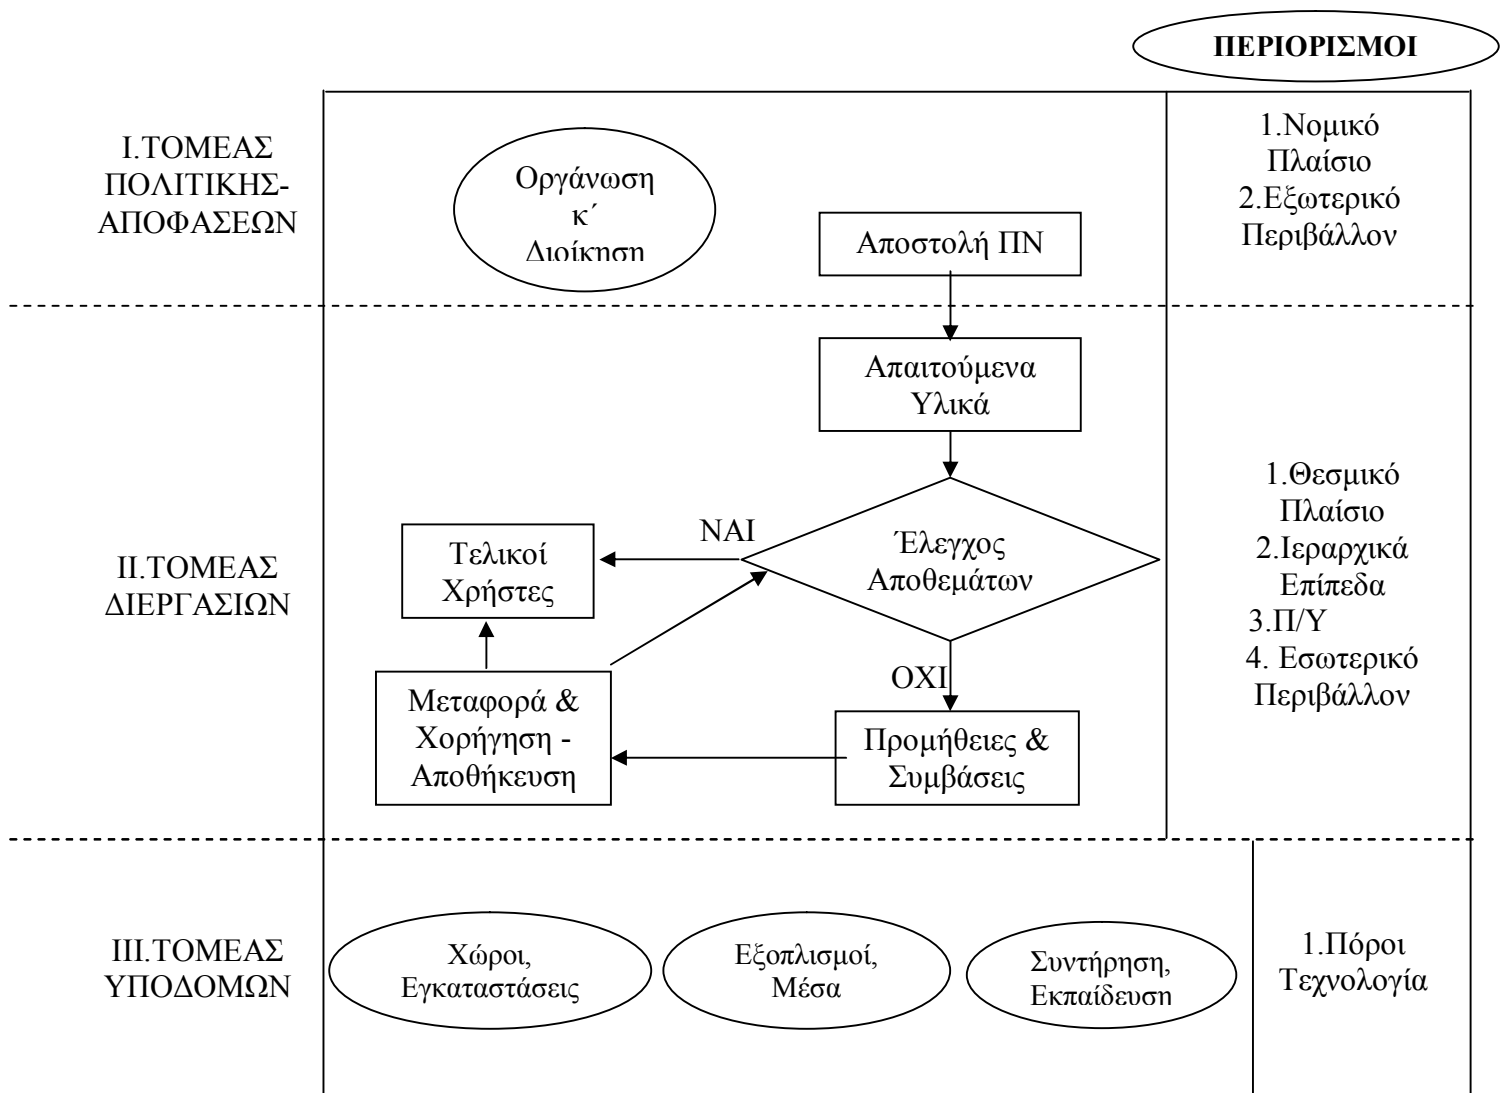 ΠΕΡΙΟΡΙΣΜΟΙ
Ι.ΤΟΜΕΑΣ
ΠΟΛΙΤΙΚΗΣ-
ΑΠΟΦΑΣΕΩΝ
Οργάνωση
κ΄
Διοίκηση
Αποστολή ΠΝ
1.Νομικό
Πλαίσιο
2.Εξωτερικό
Περιβάλλον
ΙΙ.ΤΟΜΕΑΣ
ΔΙΕΡΓΑΣΙΩΝ
Απαιτούμενα
Υλικά
Έλεγχος
Αποθεμάτων
ΝΑΙ
Τελικοί
Χρήστες
ΟΧΙ
Μεταφορά &
Χορήγηση -
Αποθήκευση
Προμήθειες &
Συμβάσεις
1.Θεσμικό
Πλαίσιο
2.Ιεραρχικά
Επίπεδα
3.Π/Υ
4. Εσωτερικό
Περιβάλλον
ΙΙΙ.ΤΟΜΕΑΣ
ΥΠΟΔΟΜΩΝ
Χώροι,
Εγκαταστάσεις
Εξοπλισμοί,
Μέσα
Συντήρηση,
Εκπαίδευση
1.Πόροι
Τεχνολογία